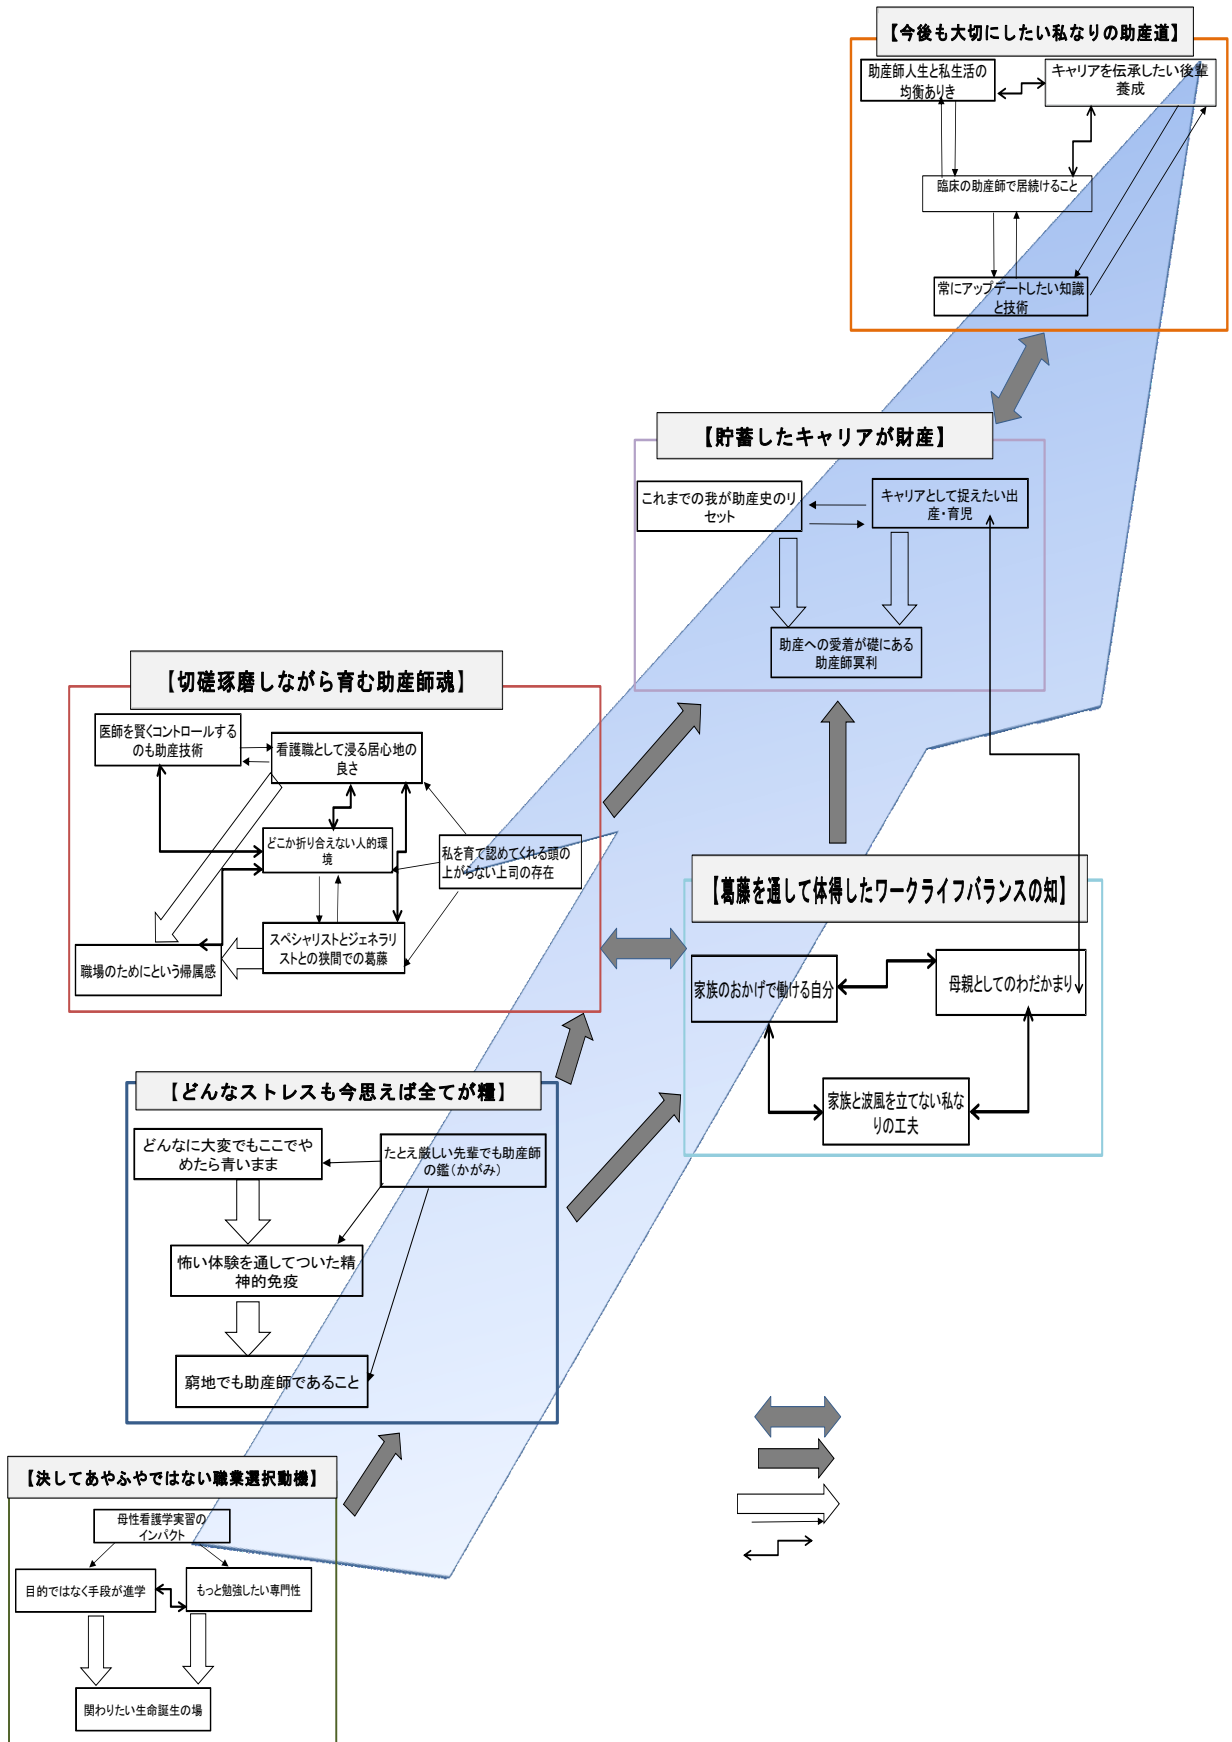 【今後も大切にしたい私なりの助産道】
助産師人生と私生活の
均衡ありき
キャリアを伝承したい後輩
養成
臨床の助産師で居続けること
常にアップデートしたい知識
と技術
【貯蓄したキャリアが財産】
これまでの我が助産史のリ
セット
キャリアとして捉えたい出
産・育児
助産への愛着が礎にある
助産師冥利
【切磋琢磨しながら育む助産師魂】
医師を賢くコントロールする
のも助産技術
看護職として浸る居心地の
良さ
どこか折り合えない人的環
境
私を育て認めてくれる頭の
上がらない上司の存在
スペシャリストとジェネラリ
ストとの狭間での葛藤
職場のためにという帰属感
【葛藤を通して体得したワークライフバランスの知】
家族のおかげで働ける自分
母親としてのわだかまり
家族と波風を立てない私な
りの工夫
【どんなストレスも今思えば全てが糧】
どんなに大変でもここでや
めたら青いまま
たとえ厳しい先輩でも助産師
の鑑（かがみ）
怖い体験を通してついた精
神的免疫
窮地でも助産師であること
【決してあやふやではない職業選択動機】
母性看護学実習の
インパクト
目的ではなく手段が進学
もっと勉強したい専門性
関わりたい生命誕生の場